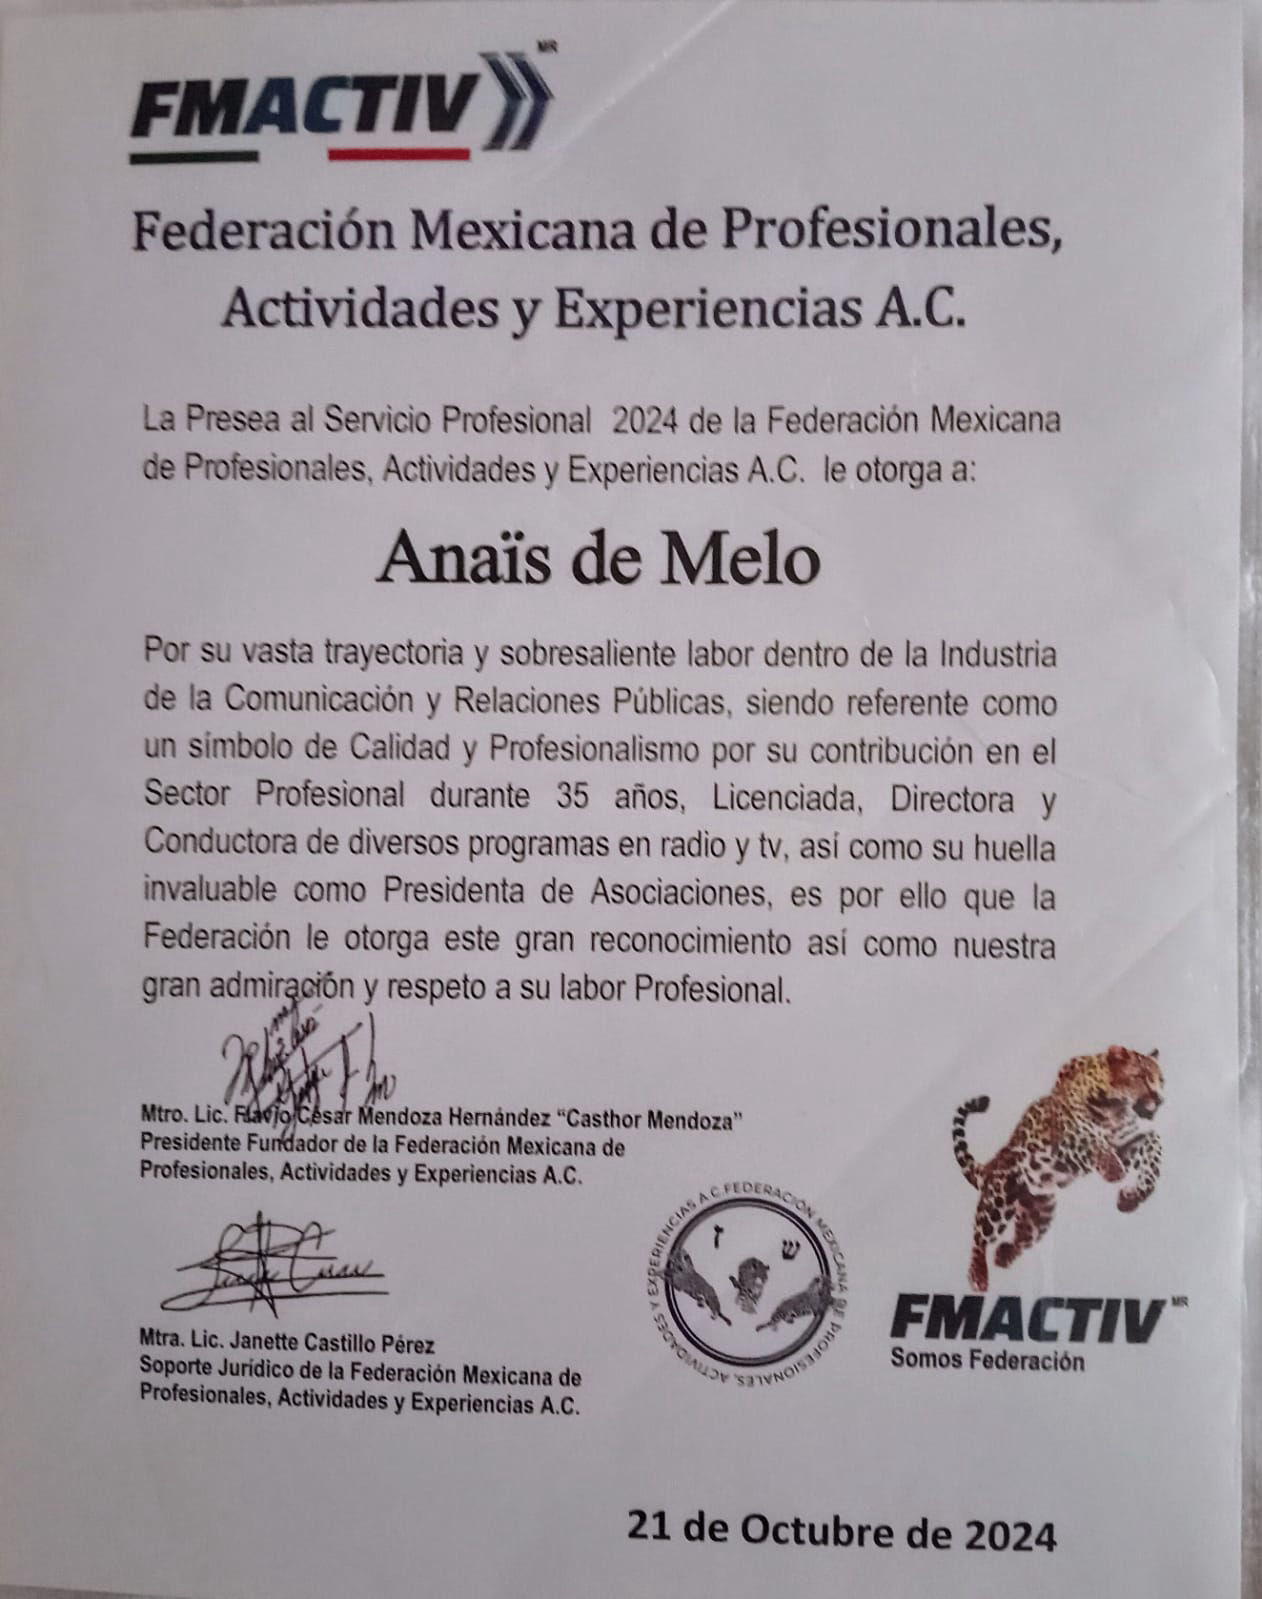 FMACTIV MR
Federación Mexicana de Profesionales,
Actividades y Experiencias A.C.
La Presea al Servicio Profesional 2024 de la Federación Mexicana
de Profesionales, Actividades y Experiencias A.C. le otorga a:
Anaïs de Melo
Por su vasta trayectoria y sobresaliente labor dentro de la Industria
de la Comunicación y Relaciones Públicas, siendo referente como
un símbolo de Calidad y Profesionalismo por su contribución en el
Sector Profesional durante 35 años, Licenciada, Directora y
Conductora de diversos programas en radio y tv, así como su huella
invaluable como Presidenta de Asociaciones, es por ello que la
Federación le otorga este gran reconocimiento así como nuestra
gran admiración y respeto a su labor Profesional.
Mtro. Lic. Flavio César Mendoza Hernández “Casthor Mendoza”
Presidente Fundador de la Federación Mexicana de
Profesionales, Actividades y Experiencias A.C.
Mtra. Lic. Janette Castillo Pérez
Soporte Jurídico de la Federación Mexicana de
Profesionales, Actividades y Experiencias A.C.
FEDERACIÓN MEXICANA DE PROFESIONALES, ACTIVIDADES Y EXPERIENCIAS A.C.
ז ש
FMACTIV MR
Somos Federación
21 de Octubre de 2024